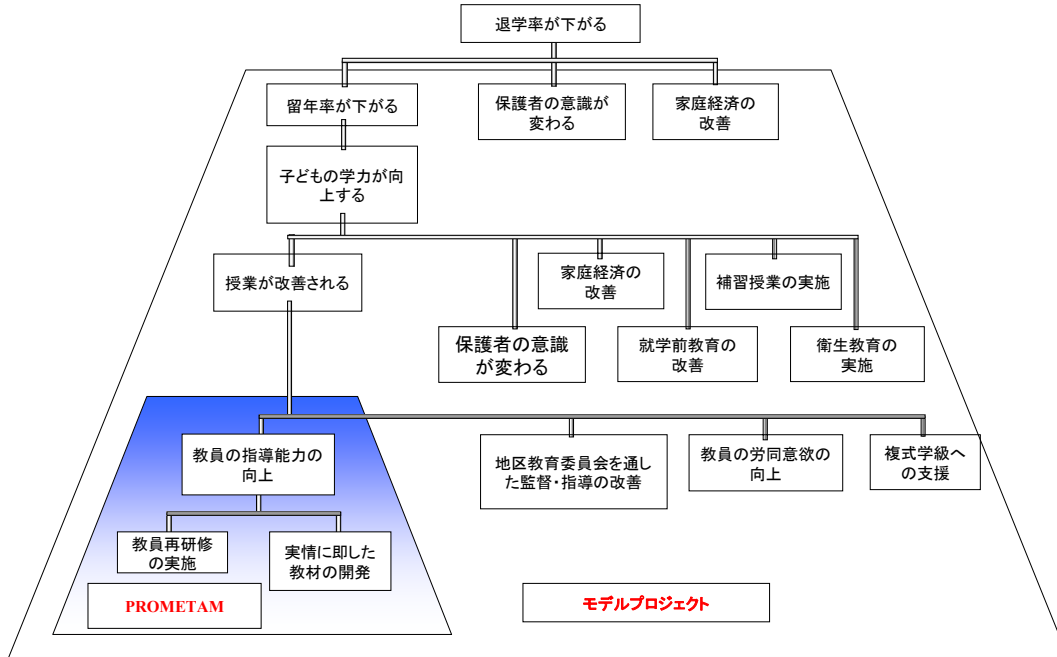 退学率が下がる
留年率が下がる
保護者の意識が
変わる
家庭経済の
改善
子どもの学力が向
上する
授業が改善される
家庭経済の
改善
補習授業の実施
保護者の意識
が変わる
就学前教育の
改善
衛生教育の
実施
教員の指導能力の
向上
地区教育委員会を通し
た監督・指導の改善
教員の労同意欲の
向上
複式学級へ
の支援
教員再研修
の実施
実情に即した
教材の開発
PROMETAM
モデルプロジェクト